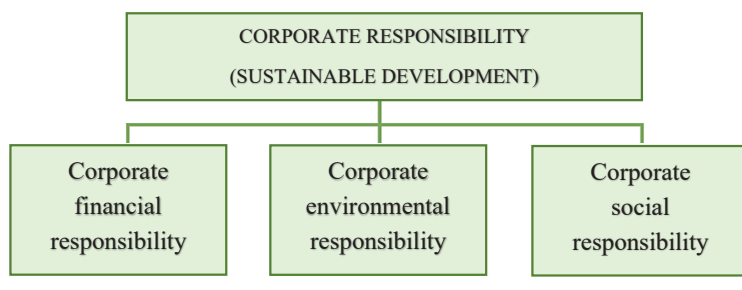 CORPORATE RESPONSIBILITY
(SUSTAINABLE DEVELOPMENT)
Corporate
financial
responsibility
Corporate
environmental
responsibility
Corporate
social
responsibility